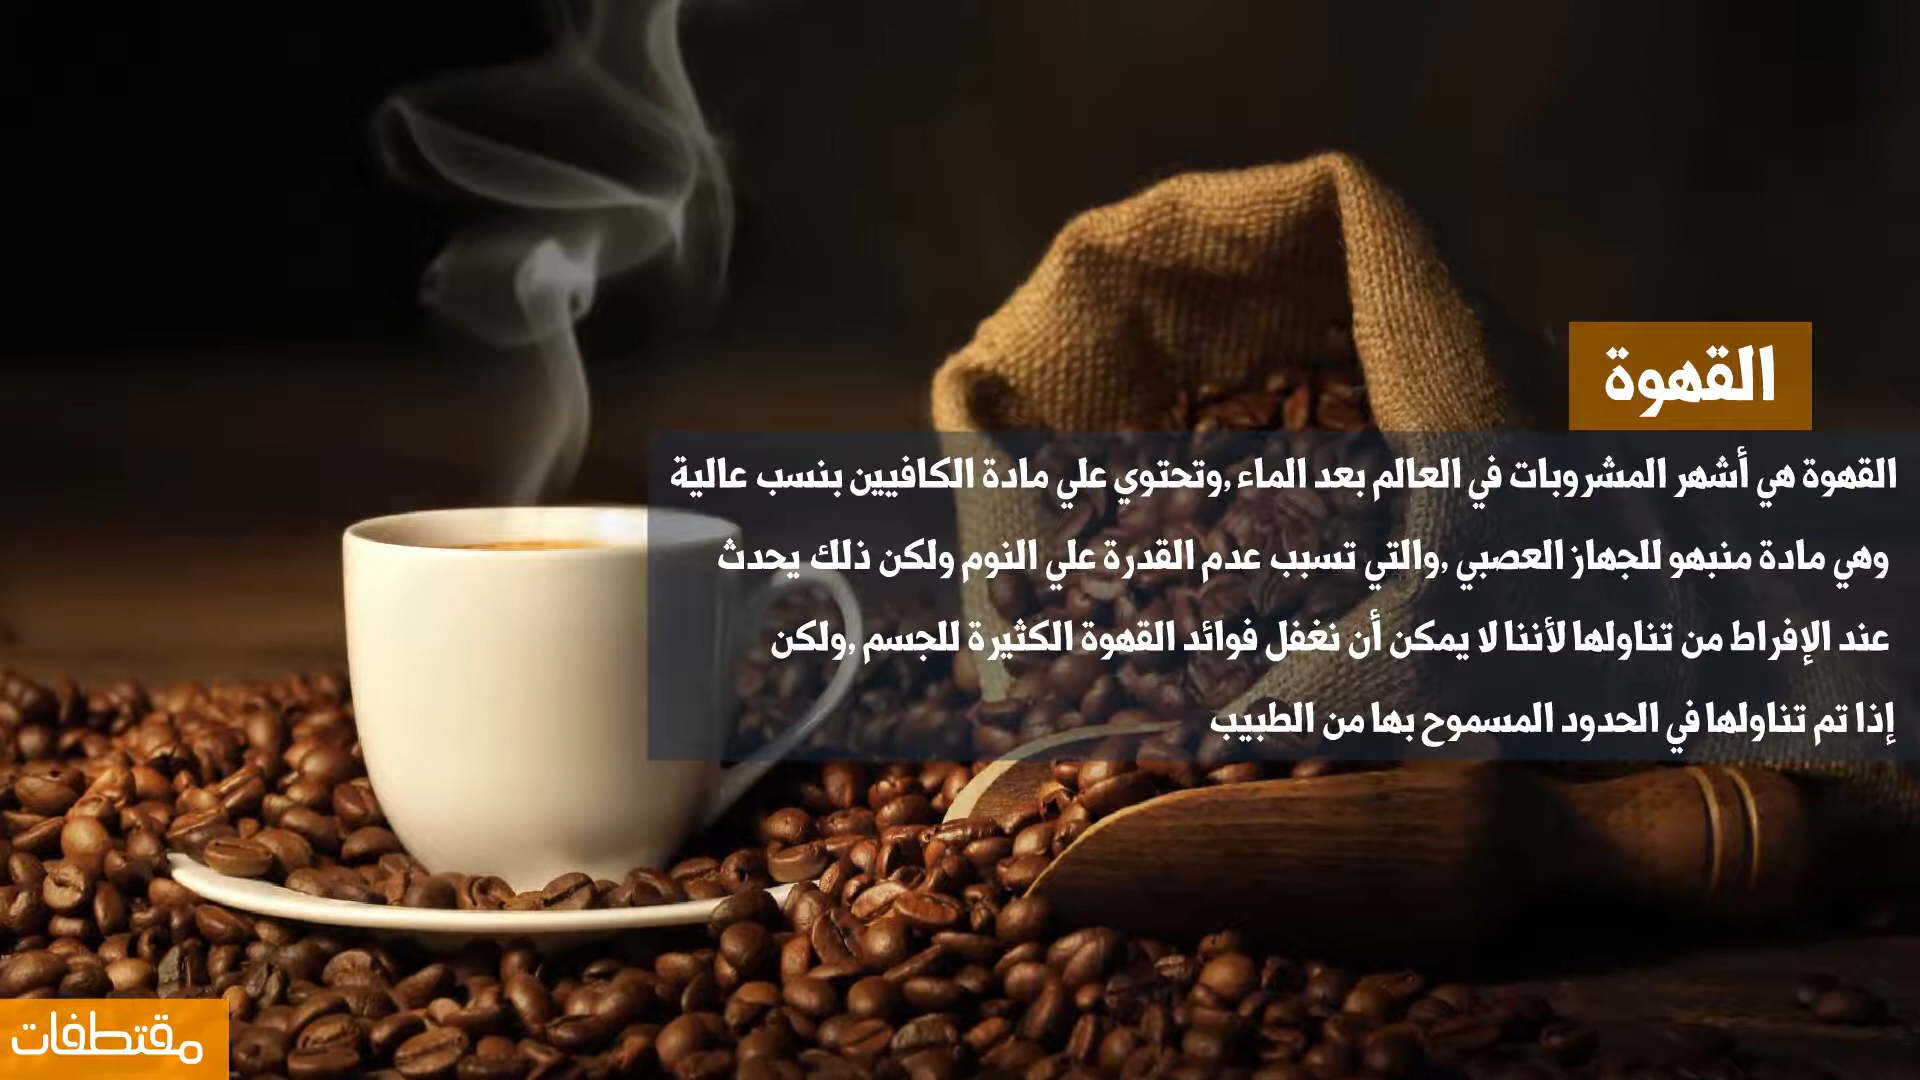 القهوة
القهوة هي أشهر المشروبات في العالم بعد الماء ,وتحتوي علي مادة الكافيين بنسب عالية
وهي مادة منبهو للجهاز العصبي ,والتي تسبب عدم القدرة علي النوم ولكن ذلك يحدث
عند الإفراط من تناولها لأننا لا يمكن أن نغفل فوائد القهوة الكثيرة للجسم ,ولكن
إذا تم تناولها في الحدود المسموح بها من الطبيب
مقتطفات